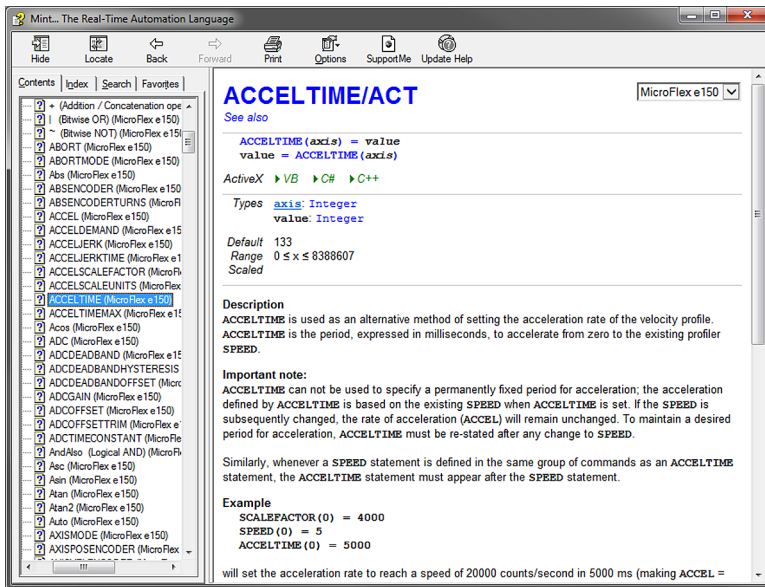 Mint... The Real-Time Automation Language
Hide Locate Back Forward Print Options SupportMe Update Help
Contents Index Search Favorites
+ (Addition / Concatenation ope
| (Bitwise OR) (MicroFlex e150)
~ (Bitwise NOT) (MicroFlex e150
ABORT (MicroFlex e150)
ABORTMODE (MicroFlex e150)
Abs (MicroFlex e150)
ABSENCODER (MicroFlex e150
ABSENCODERTURNS (MicroFl
ACCEL (MicroFlex e150)
ACCELDEMAND (MicroFlex e15
ACCELJERK (MicroFlex e150)
ACCELJERKTIME (MicroFlex e1
ACCELSCALEFACTOR (MicroFl
ACCELSCALEUNITS (MicroFlex
ACCELTIME (MicroFlex e150)
ACCELTIMEMAX (MicroFlex e15
Acos (MicroFlex e150)
ADC (MicroFlex e150)
ADCDEADBAND (MicroFlex e15
ADCDEADBANDHYSTERESIS
ADCDEADBANDOFFSET (Micro
ADCGAIN (MicroFlex e150)
ADCOFFSET (MicroFlex e150)
ADCOFFSETTRIM (MicroFlex e
ADCTIMECONSTANT (MicroFle
AndAlso (Logical AND) (MicroFl
Asc (MicroFlex e150)
Asin (MicroFlex e150)
Atan (MicroFlex e150)
Atan2 (MicroFlex e150)
Auto (MicroFlex e150)
AXISMODE (MicroFlex e150)
AXISPOSENCODER (MicroFlex
ACCELTIME/ACT
MicroFlex e150
See also
ACCELTIME(axis) = value
value = ACCELTIME(axis)
ActiveX VB C# C++
Types axis: Integer
value: Integer
Default 133
Range 0 ≤ x ≤ 8388607
Scaled
Description
ACCELTIME is used as an alternative method of setting the acceleration rate of the velocity profile.
ACCELTIME is the period, expressed in milliseconds, to accelerate from zero to the existing profiler
SPEED.
Important note:
ACCELTIME can not be used to specify a permanently fixed period for acceleration; the acceleration
defined by ACCELTIME is based on the existing SPEED when ACCELTIME is set. If the SPEED is
subsequently changed, the rate of acceleration (ACCEL) will remain unchanged. To maintain a desired
period for acceleration, ACCELTIME must be re-stated after any change to SPEED.
Similarly, whenever a SPEED statement is defined in the same group of commands as an ACCELTIME
statement, the ACCELTIME statement must appear after the SPEED statement.
Example
SCALEFACTOR(0) = 4000
SPEED(0) = 5
ACCELTIME(0) = 5000
will set the acceleration rate to reach a speed of 20000 counts/second in 5000 ms (making ACCEL =